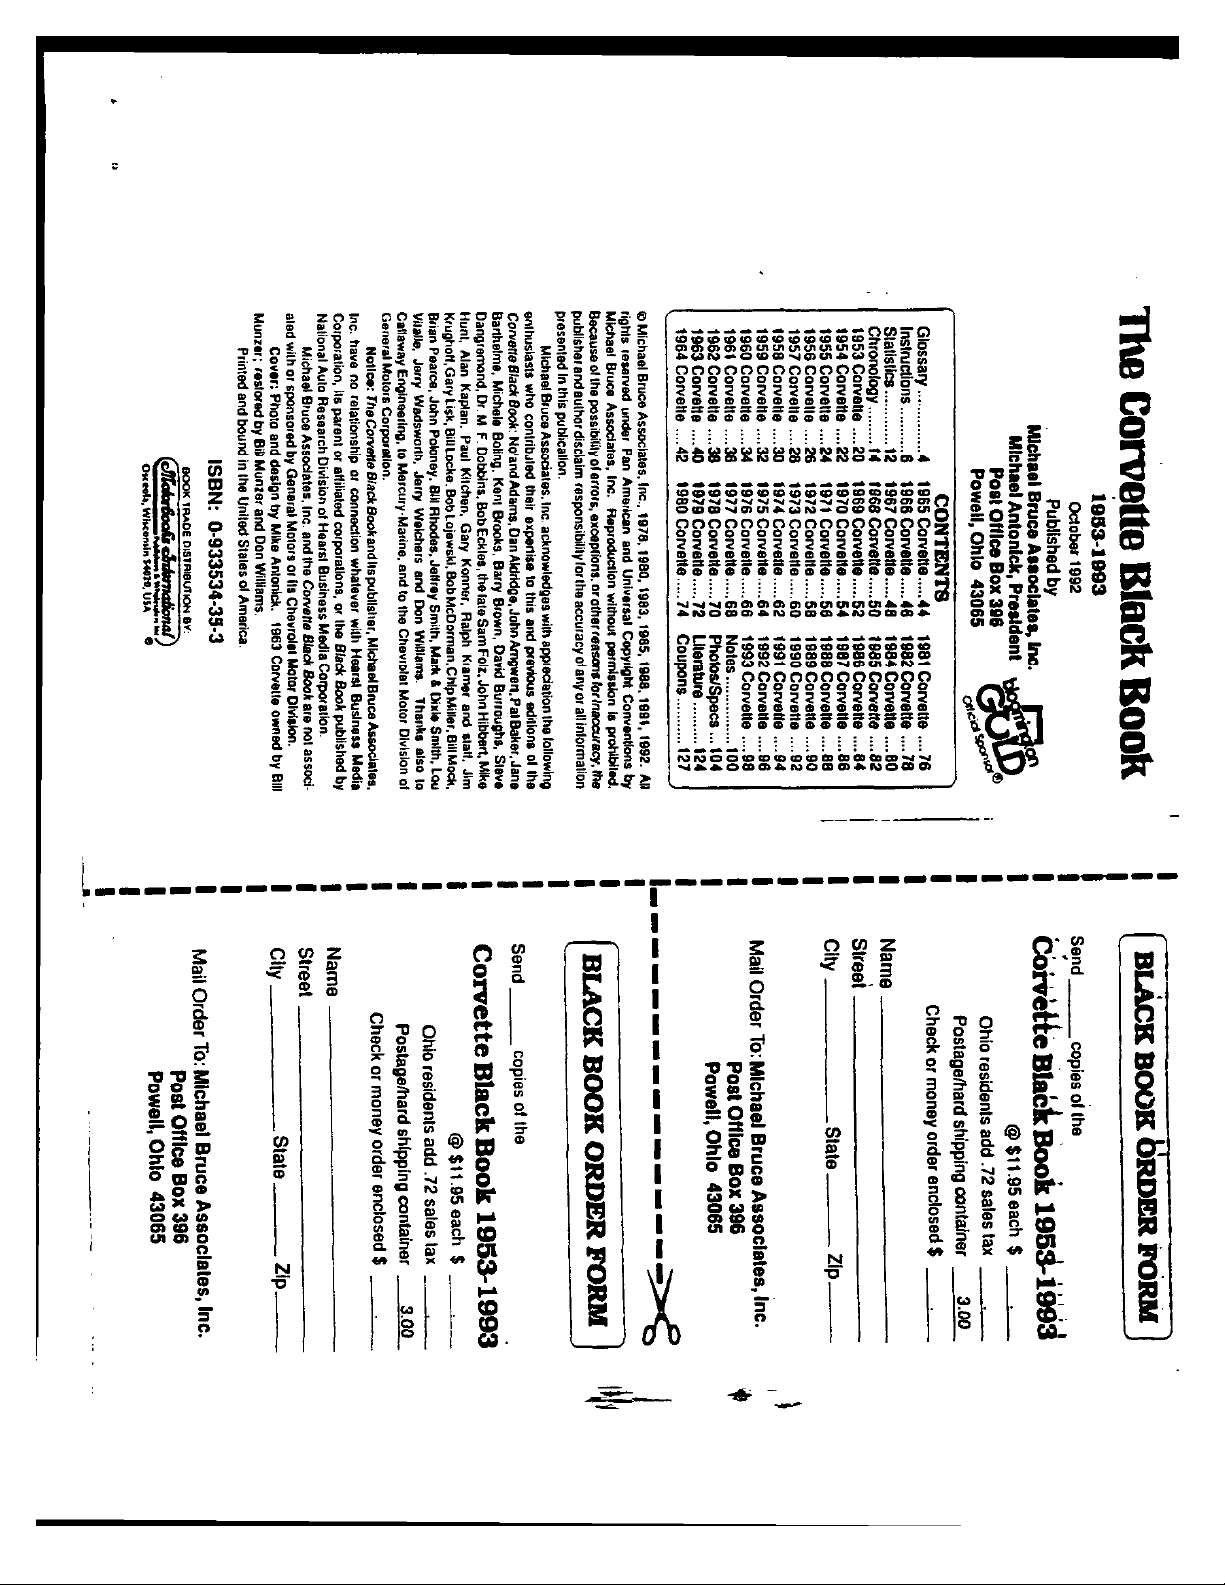 The Corvette Black Book
1953-1993
October 1992
Published by
Michael Bruce Associates, Inc.
Michael Antonick, President
Post Office Box 396
Powell, Ohio 43065
bloomington
GOLD
Official Sponsor ®
CONTENTS
Glossary ........... 4
Instructions ........ 6
Statistics ........... 12
Chronology ...... 14
1953 Corvette ... 20
1954 Corvette ... 22
1955 Corvette ... 24
1956 Corvette ... 26
1957 Corvette ... 28
1958 Corvette ... 30
1959 Corvette ... 32
1960 Corvette ... 34
1961 Corvette ... 36
1962 Corvette ... 38
1963 Corvette ... 40
1964 Corvette ... 42
1965 Corvette .... 44
1966 Corvette .... 46
1967 Corvette .... 48
1968 Corvette .... 50
1969 Corvette .... 52
1970 Corvette .... 54
1971 Corvette .... 56
1972 Corvette .... 58
1973 Corvette .... 60
1974 Corvette .... 62
1975 Corvette .... 64
1976 Corvette .... 66
1977 Corvette .... 68
1978 Corvette .... 70
1979 Corvette .... 72
1980 Corvette .... 74
1981 Corvette .... 76
1982 Corvette .... 78
1984 Corvette .... 80
1985 Corvette .... 82
1986 Corvette .... 84
1987 Corvette .... 86
1988 Corvette .... 88
1989 Corvette .... 90
1990 Corvette .... 92
1991 Corvette .... 94
1992 Corvette .... 96
1993 Corvette .... 98
Notes .............. 100
Photos/Specs ... 104
Literature ......... 124
Coupons .......... 127
© Michael Bruce Associates, Inc., 1978, 1980, 1983, 1985, 1988, 1991, 1992. All
rights reserved under Pan American and Universal Copyright Conventions by
Michael Bruce Associates, Inc. Reproduction without permission is prohibited.
Because of the possibility of errors, exceptions, or other reasons for inaccuracy, the
publisher and author disclaim responsibility for the accuracy of any or all information
presented in this publication.
Michael Bruce Associates, Inc. acknowledges with appreciation the following
enthusiasts who contributed their expertise to this and previous editions of the
Corvette Black Book: Noland Adams, Dan Aldridge, John Amgwert, Pat Baker, Jane
Barthelme, Michele Boling, Kent Brooks, Barry Brown, David Burroughs, Steve
Dangremond, Dr. M. F. Dobbins, Bob Eckles, the late Sam Folz, John Hibbert, Mike
Hunt, Alan Kaplan, Paul Kitchen, Gary Konner, Ralph Kramer and staff, Jim
Krughoff, Gary Lisk, Bill Locke, Bob Lojewski, Bob McDorman, Chip Miller, Bill Mock,
Brian Pearce, John Poloney, Bill Rhodes, Jeffrey Smith, Mark & Dixie Smith, Lou
Vitalle, Jerry Wadsworth, Jerry Weichers and Don Williams. Thanks also to
Callaway Engineering, to Mercury-Marine, and to the Chevrolet Motor Division of
General Motors Corporation.
Notice: The Corvette Black Book and its publisher, Michael Bruce Associates,
Inc. have no relationship or connection whatever with Hearst Business Media
Corporation, its parent or affiliated corporations, or the Black Book published by
National Auto Research Division of Hearst Business Media Corporation.
Michael Bruce Associates, Inc. and the Corvette Black Book are not associ-
ated with or sponsored by General Motors or its Chevrolet Motor Division.
Cover: Photo and design by Mike Antonick. 1963 Corvette owned by Bill
Munzer; restored by Bill Munzer and Don Williams.
Printed and bound in the United States of America.
ISBN: 0-933534-35-3
BOOK TRADE DISTRIBUTION BY:
Motorbooks International
Osceola, Wisconsin 54020, USA ®
BLACK BOOK ORDER FORM
Send ______ copies of the
Corvette Black Book 1953-1993
@ $11.95 each $ ___.___
Ohio residents add .72 sales tax ___.___
Postage/hard shipping container 3.00
Check or money order enclosed $ ___.___
Name
Street
City ______ State ______ Zip ______
Mail Order To: Michael Bruce Associates, Inc.
Post Office Box 396
Powell, Ohio 43065
BLACK BOOK ORDER FORM
Send ______ copies of the
Corvette Black Book 1953-1993
@ $11.95 each $ ___.___
Ohio residents add .72 sales tax ___.___
Postage/hard shipping container 3.00
Check or money order enclosed $ ___.___
Name
Street
City ______ State ______ Zip ______
Mail Order To: Michael Bruce Associates, Inc.
Post Office Box 396
Powell, Ohio 43065